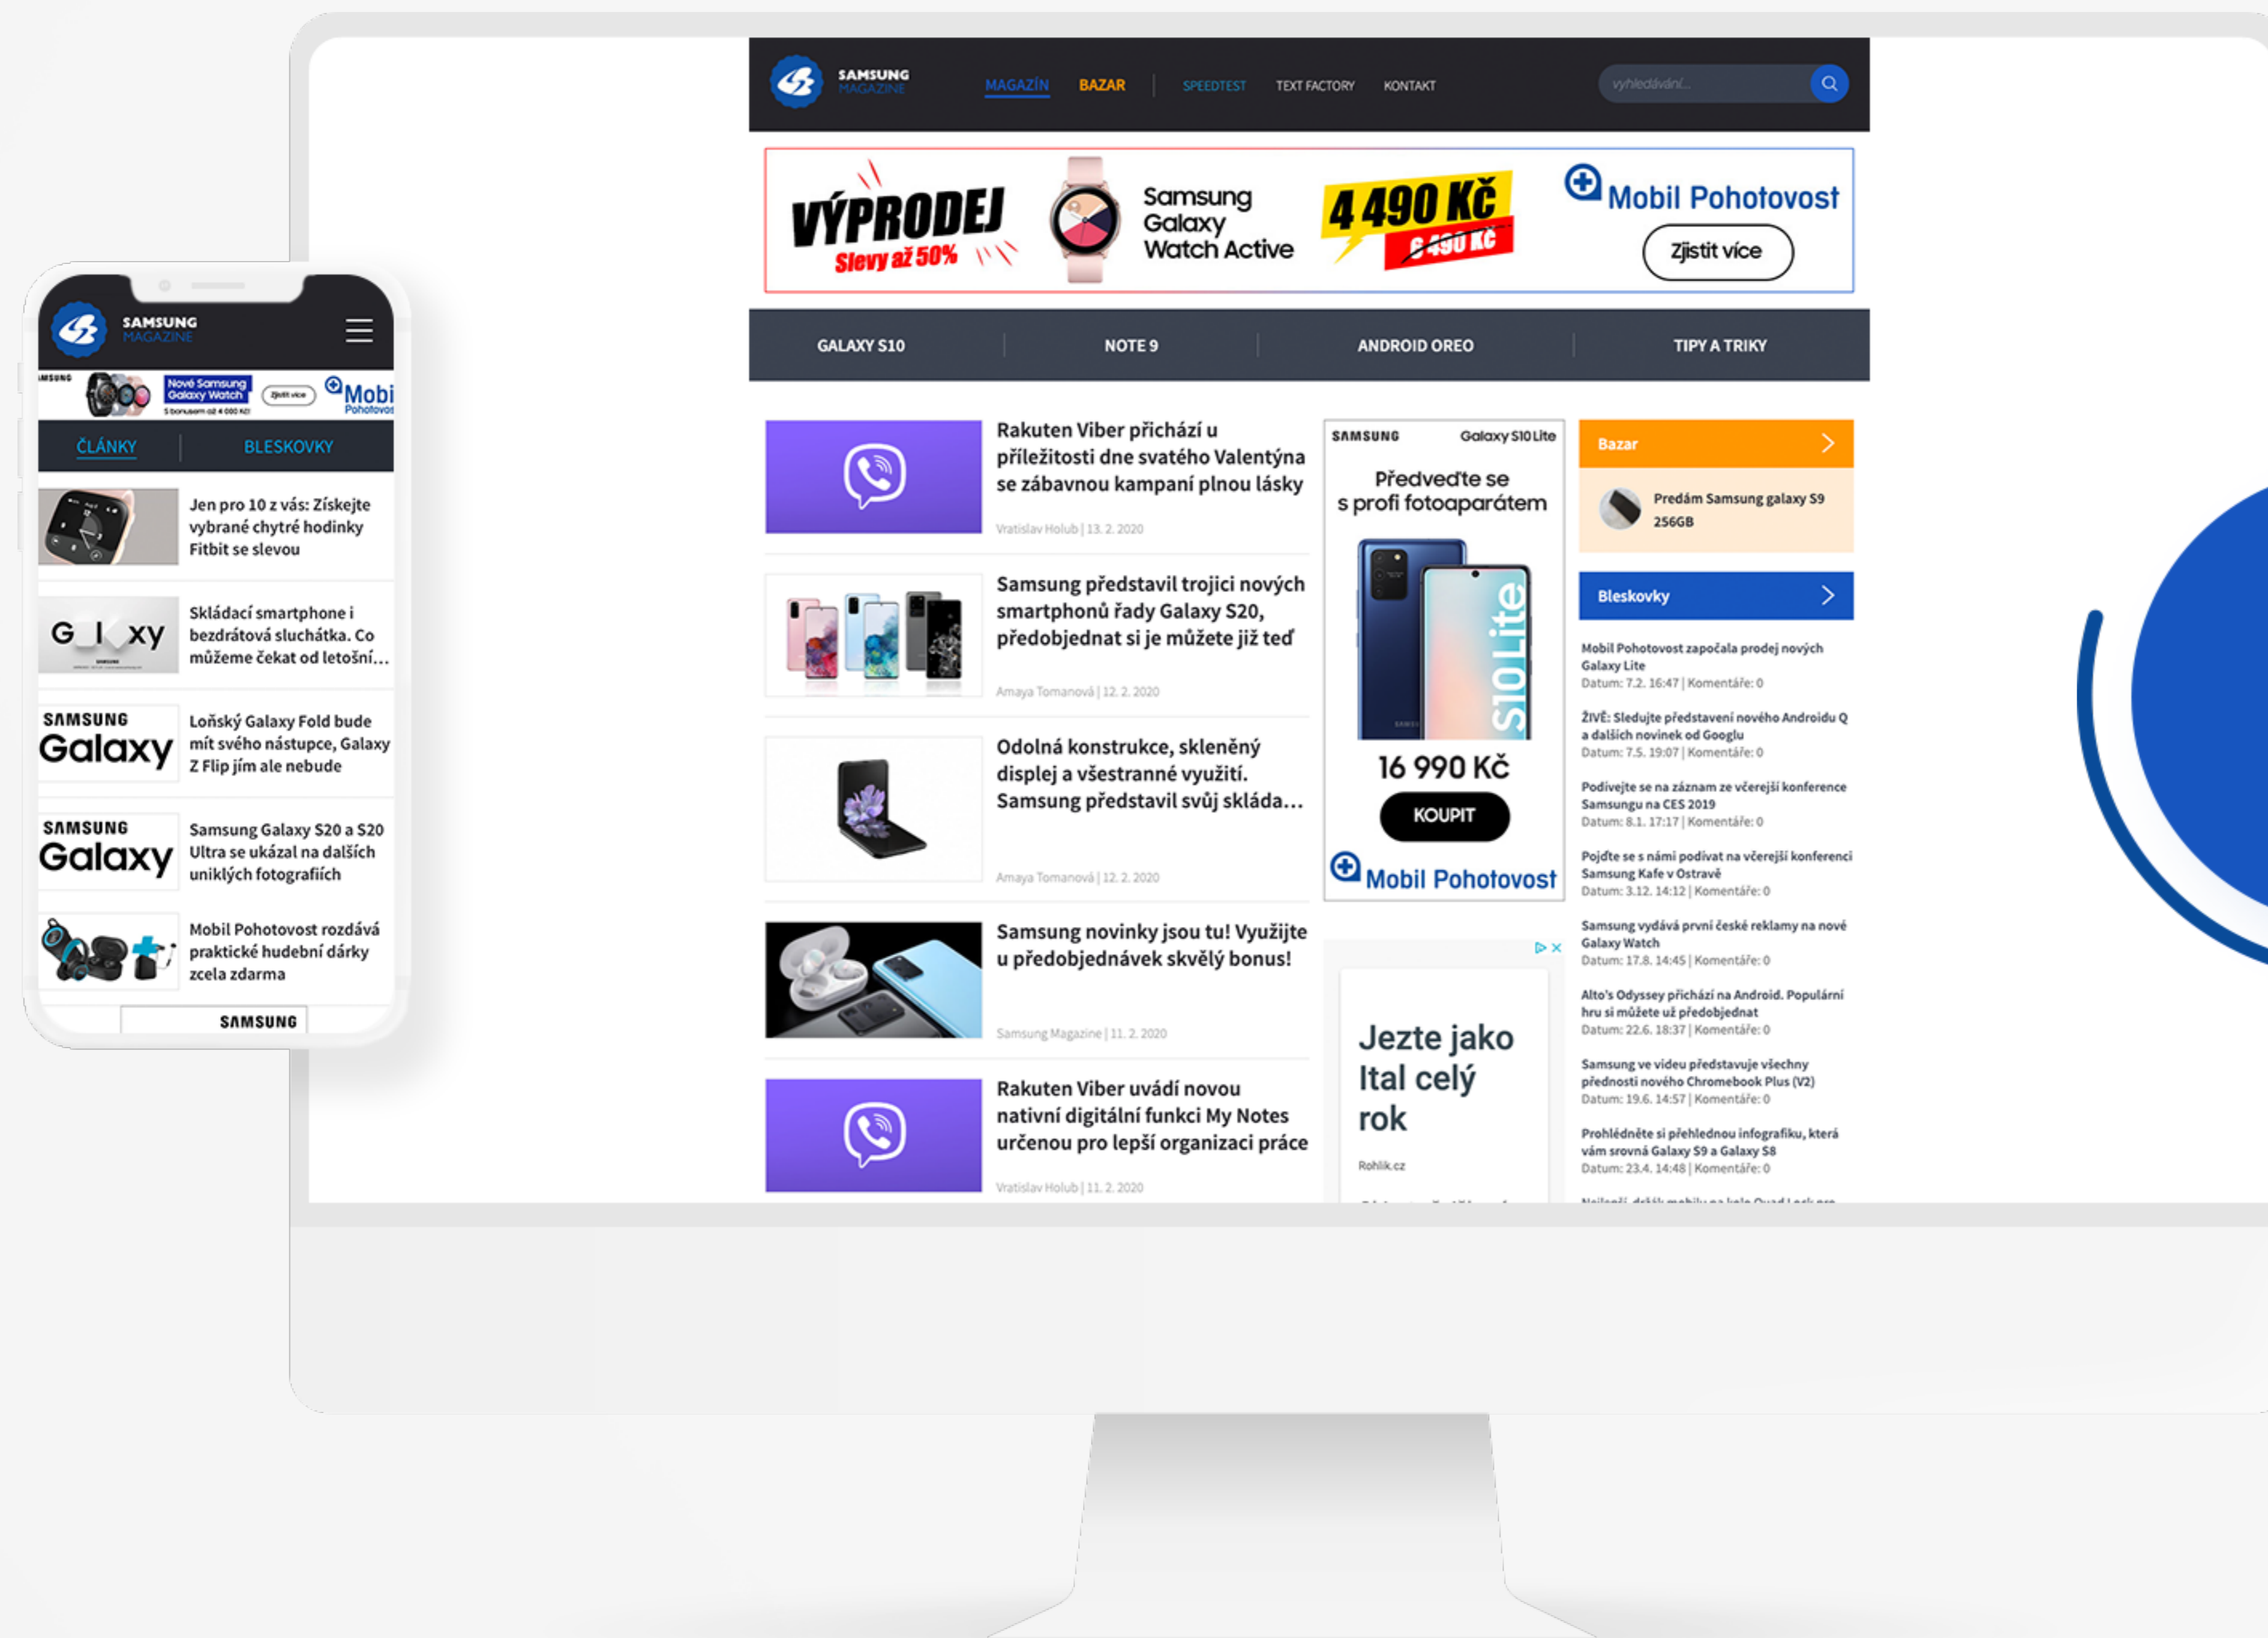 SAMSUNG
MAGAZINE
MAGAZÍN
BAZAR
SPEEDTEST
TEXT FACTORY
KONTAKT
vyhledávání...
VÝPRODEJ
Slevy až 50%
Samsung
Galaxy
Watch Active
4 490 Kč
6 490 Kč
Mobil Pohotovost
Zjistit více
GALAXY S10
NOTE 9
ANDROID OREO
TIPY A TRIKY
Rakuten Viber přichází u
příležitosti dne svatého Valentýna
se zábavnou kampaní plnou lásky
Vratislav Holub | 13. 2. 2020
Samsung představil trojici nových
smartphonů řady Galaxy S20,
předobjednat si je můžete již teď
Amaya Tomanová | 12. 2. 2020
Odolná konstrukce, skleněný
displej a všestranné využití.
Samsung představil svůj skláda...
Amaya Tomanová | 12. 2. 2020
Samsung novinky jsou tu! Využijte
u předobjednávek skvělý bonus!
Samsung Magazine | 11. 2. 2020
Rakuten Viber uvádí novou
nativní digitální funkci My Notes
určenou pro lepší organizaci práce
Vratislav Holub | 11. 2. 2020
SAMSUNG
Galaxy S10 Lite
Předveďte se
s profi fotoaparátem
S10 Lite
16 990 Kč
KOUPIT
Mobil Pohotovost
Jezte jako
Ital celý
rok
Rohlik.cz
Bazar
Predám Samsung galaxy S9
256GB
Bleskovky
Mobil Pohotovost započala prodej nových
Galaxy Lite
Datum: 7.2. 16:47 | Komentáře: 0
ŽIVĚ: Sledujte představení nového Androidu Q
a dalších novinek od Googlu
Datum: 7.5. 19:07 | Komentáře: 0
Podívejte se na záznam ze včerejší konference
Samsungu na CES 2019
Datum: 8.1. 17:17 | Komentáře: 0
Pojďte se s námi podívat na včerejší konferenci
Samsung Kafe v Ostravě
Datum: 3.12. 14:12 | Komentáře: 0
Samsung vydává první české reklamy na nové
Galaxy Watch
Datum: 17.8. 14:45 | Komentáře: 0
Alto's Odyssey přichází na Android. Populární
hru si můžete už předobjednat
Datum: 22.6. 18:37 | Komentáře: 0
Samsung ve videu představuje všechny
přednosti nového Chromebook Plus (V2)
Datum: 19.6. 14:57 | Komentáře: 0
Prohlédněte si přehlednou infografiku, která
vám srovná Galaxy S9 a Galaxy S8
Datum: 23.4. 14:48 | Komentáře: 0
SAMSUNG
MAGAZINE
Nové Samsung
Galaxy Watch
S bonusem až 4 000 Kč!
Zjistit více
Mobi
Pohotovos
ČLÁNKY
BLESKOVKY
Jen pro 10 z vás: Získejte
vybrané chytré hodinky
Fitbit se slevou
G l xy
SAMSUNG
Skládací smartphone i
bezdrátová sluchátka. Co
můžeme čekat od letošní...
SAMSUNG
Galaxy
Loňský Galaxy Fold bude
mít svého nástupce, Galaxy
Z Flip jím ale nebude
SAMSUNG
Galaxy
Samsung Galaxy S20 a S20
Ultra se ukázal na dalších
uniklých fotografiích
Mobil Pohotovost rozdává
praktické hudební dárky
zcela zdarma
SAMSUNG